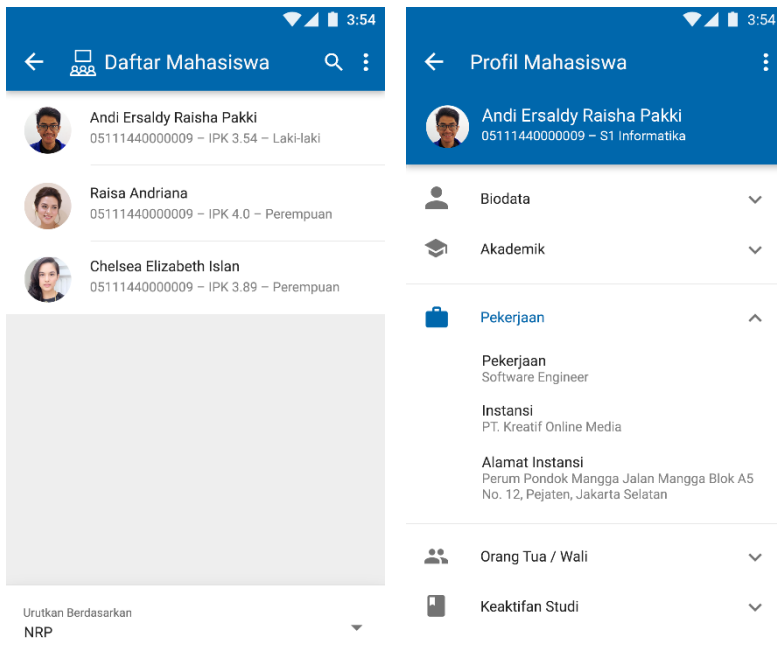 3:54
Daftar Mahasiswa
Andi Ersaldy Raisha Pakki
05111440000009 – IPK 3.54 – Laki-laki
Raisa Andriana
05111440000009 – IPK 4.0 – Perempuan
Chelsea Elizabeth Islan
05111440000009 – IPK 3.89 – Perempuan
Urutkan Berdasarkan
NRP
3:54
Profil Mahasiswa
Andi Ersaldy Raisha Pakki
05111440000009 – S1 Informatika
Biodata
Akademik
Pekerjaan
Pekerjaan
Software Engineer
Instansi
PT. Kreatif Online Media
Alamat Instansi
Perum Pondok Mangga Jalan Mangga Blok A5
No. 12, Pejaten, Jakarta Selatan
Orang Tua / Wali
Keaktifan Studi